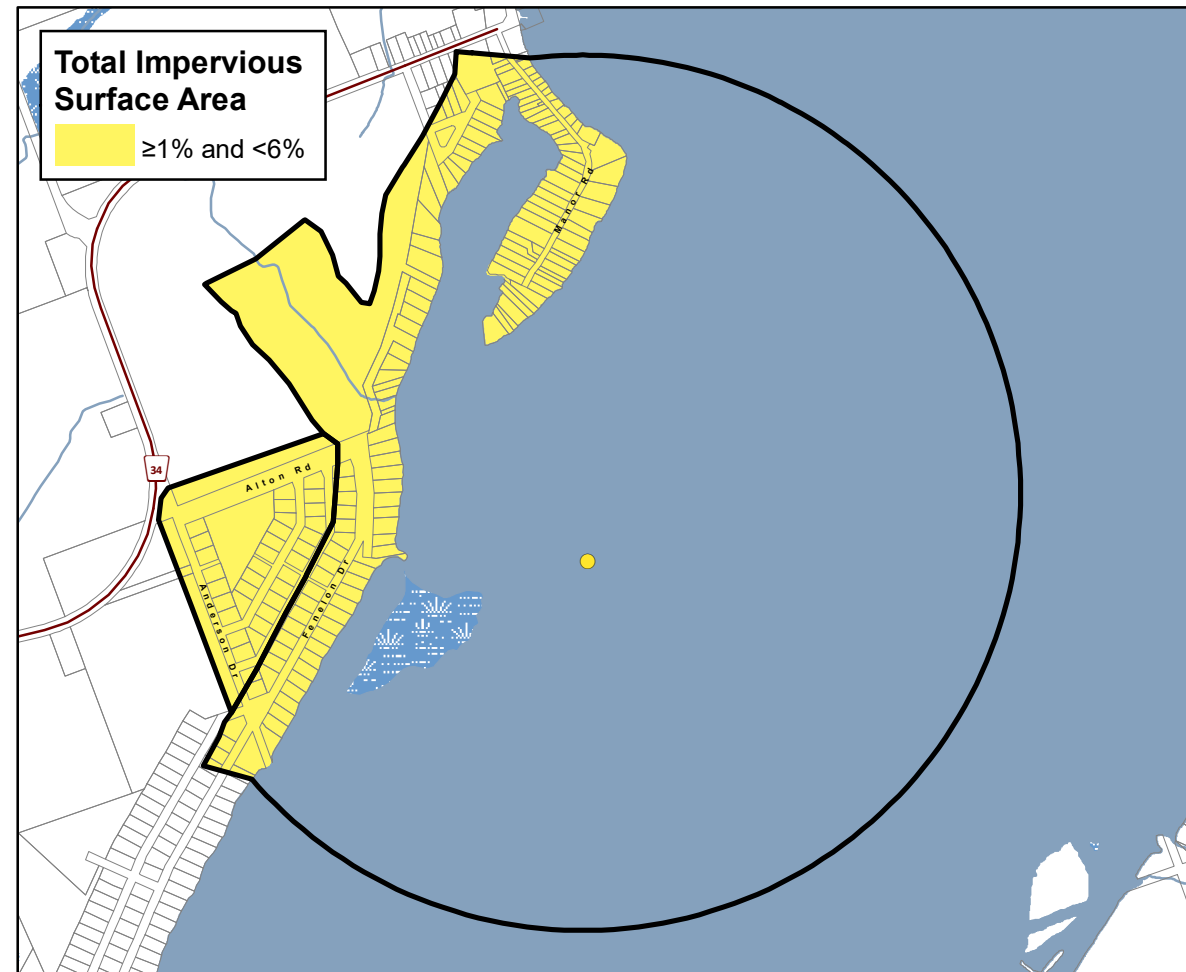 Total Impervious
Surface Area
≥1% and <6%
Manor Rd
34
Alton Rd
Fenelon Dr
Anderson Dr